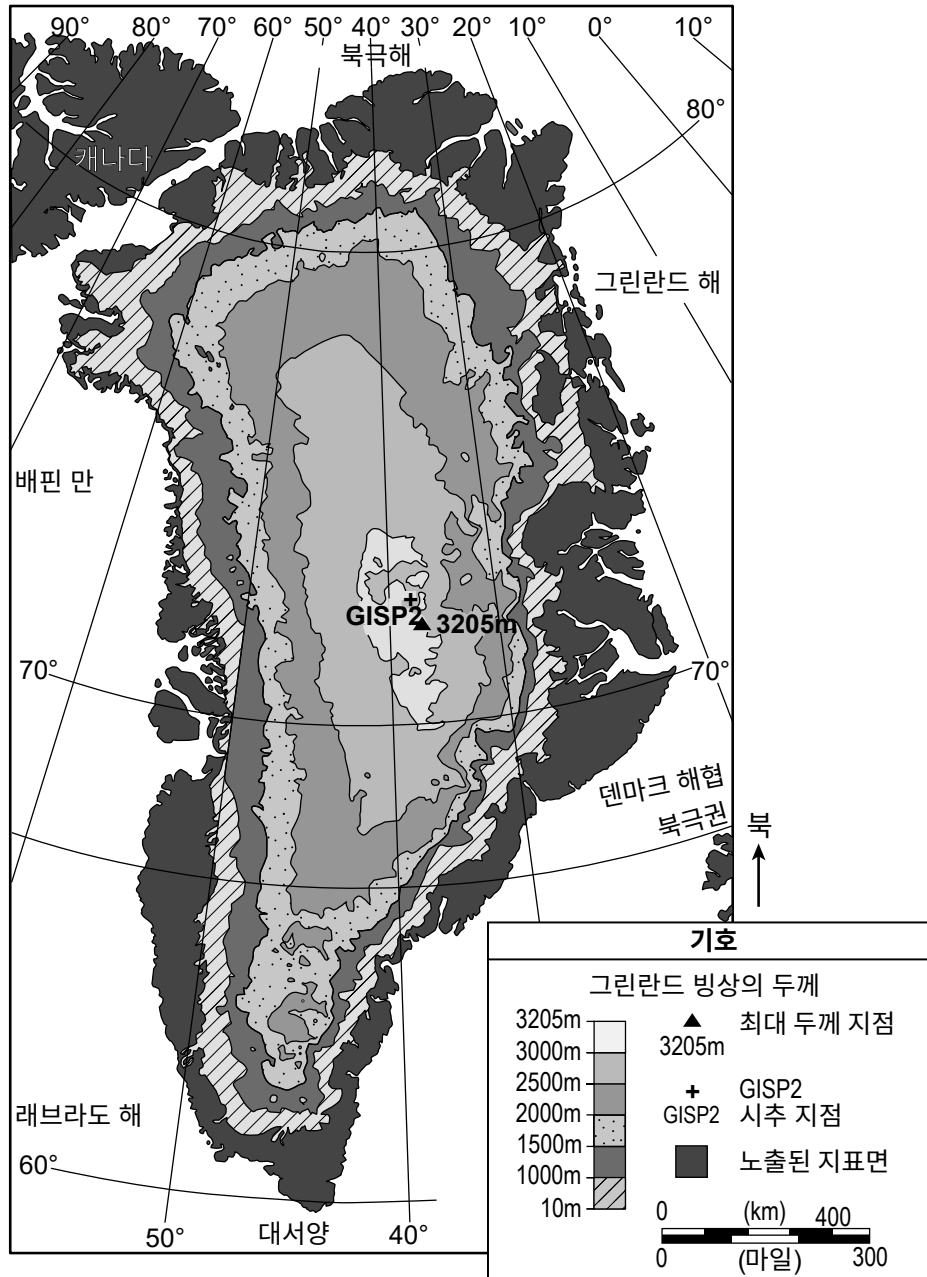 90° 80° 70° 60° 50° 40° 30° 20° 10° 0° 10°
북극해
80°
캐나다
그린란드 해
배핀 만
GISP2
3205m
70°
70°
덴마크 해협
북극권
북
래브라도 해
60°
50°
대서양
40°
기호
그린란드 빙상의 두께
3205m
3000m
2500m
2000m
1500m
1000m
10m
최대 두께 지점
3205m
GISP2
GISP2
시추 지점
노출된 지표면
0 (km) 400
0 (마일) 300